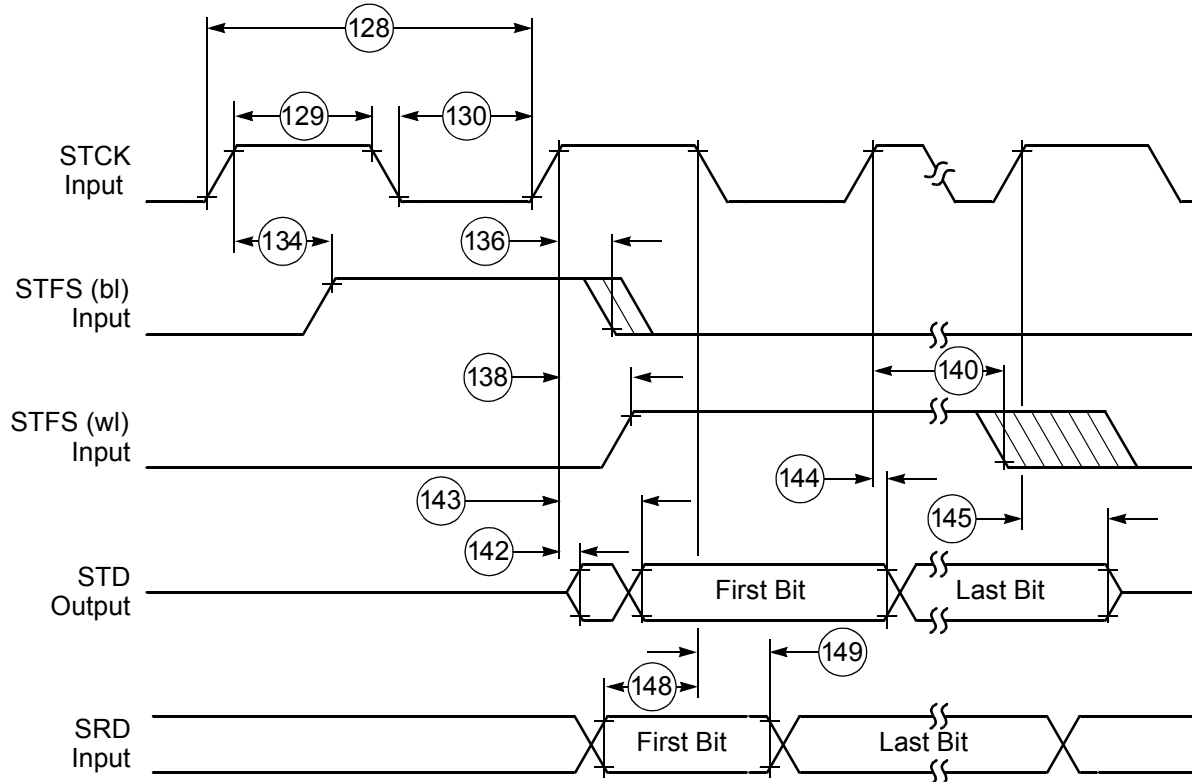 128
129
130
STCK
Input
134
136
STFS (bl)
Input
138
140
STFS (wl)
Input
143
144
145
142
STD
Output
First Bit
Last Bit
149
148
SRD
Input
First Bit
Last Bit